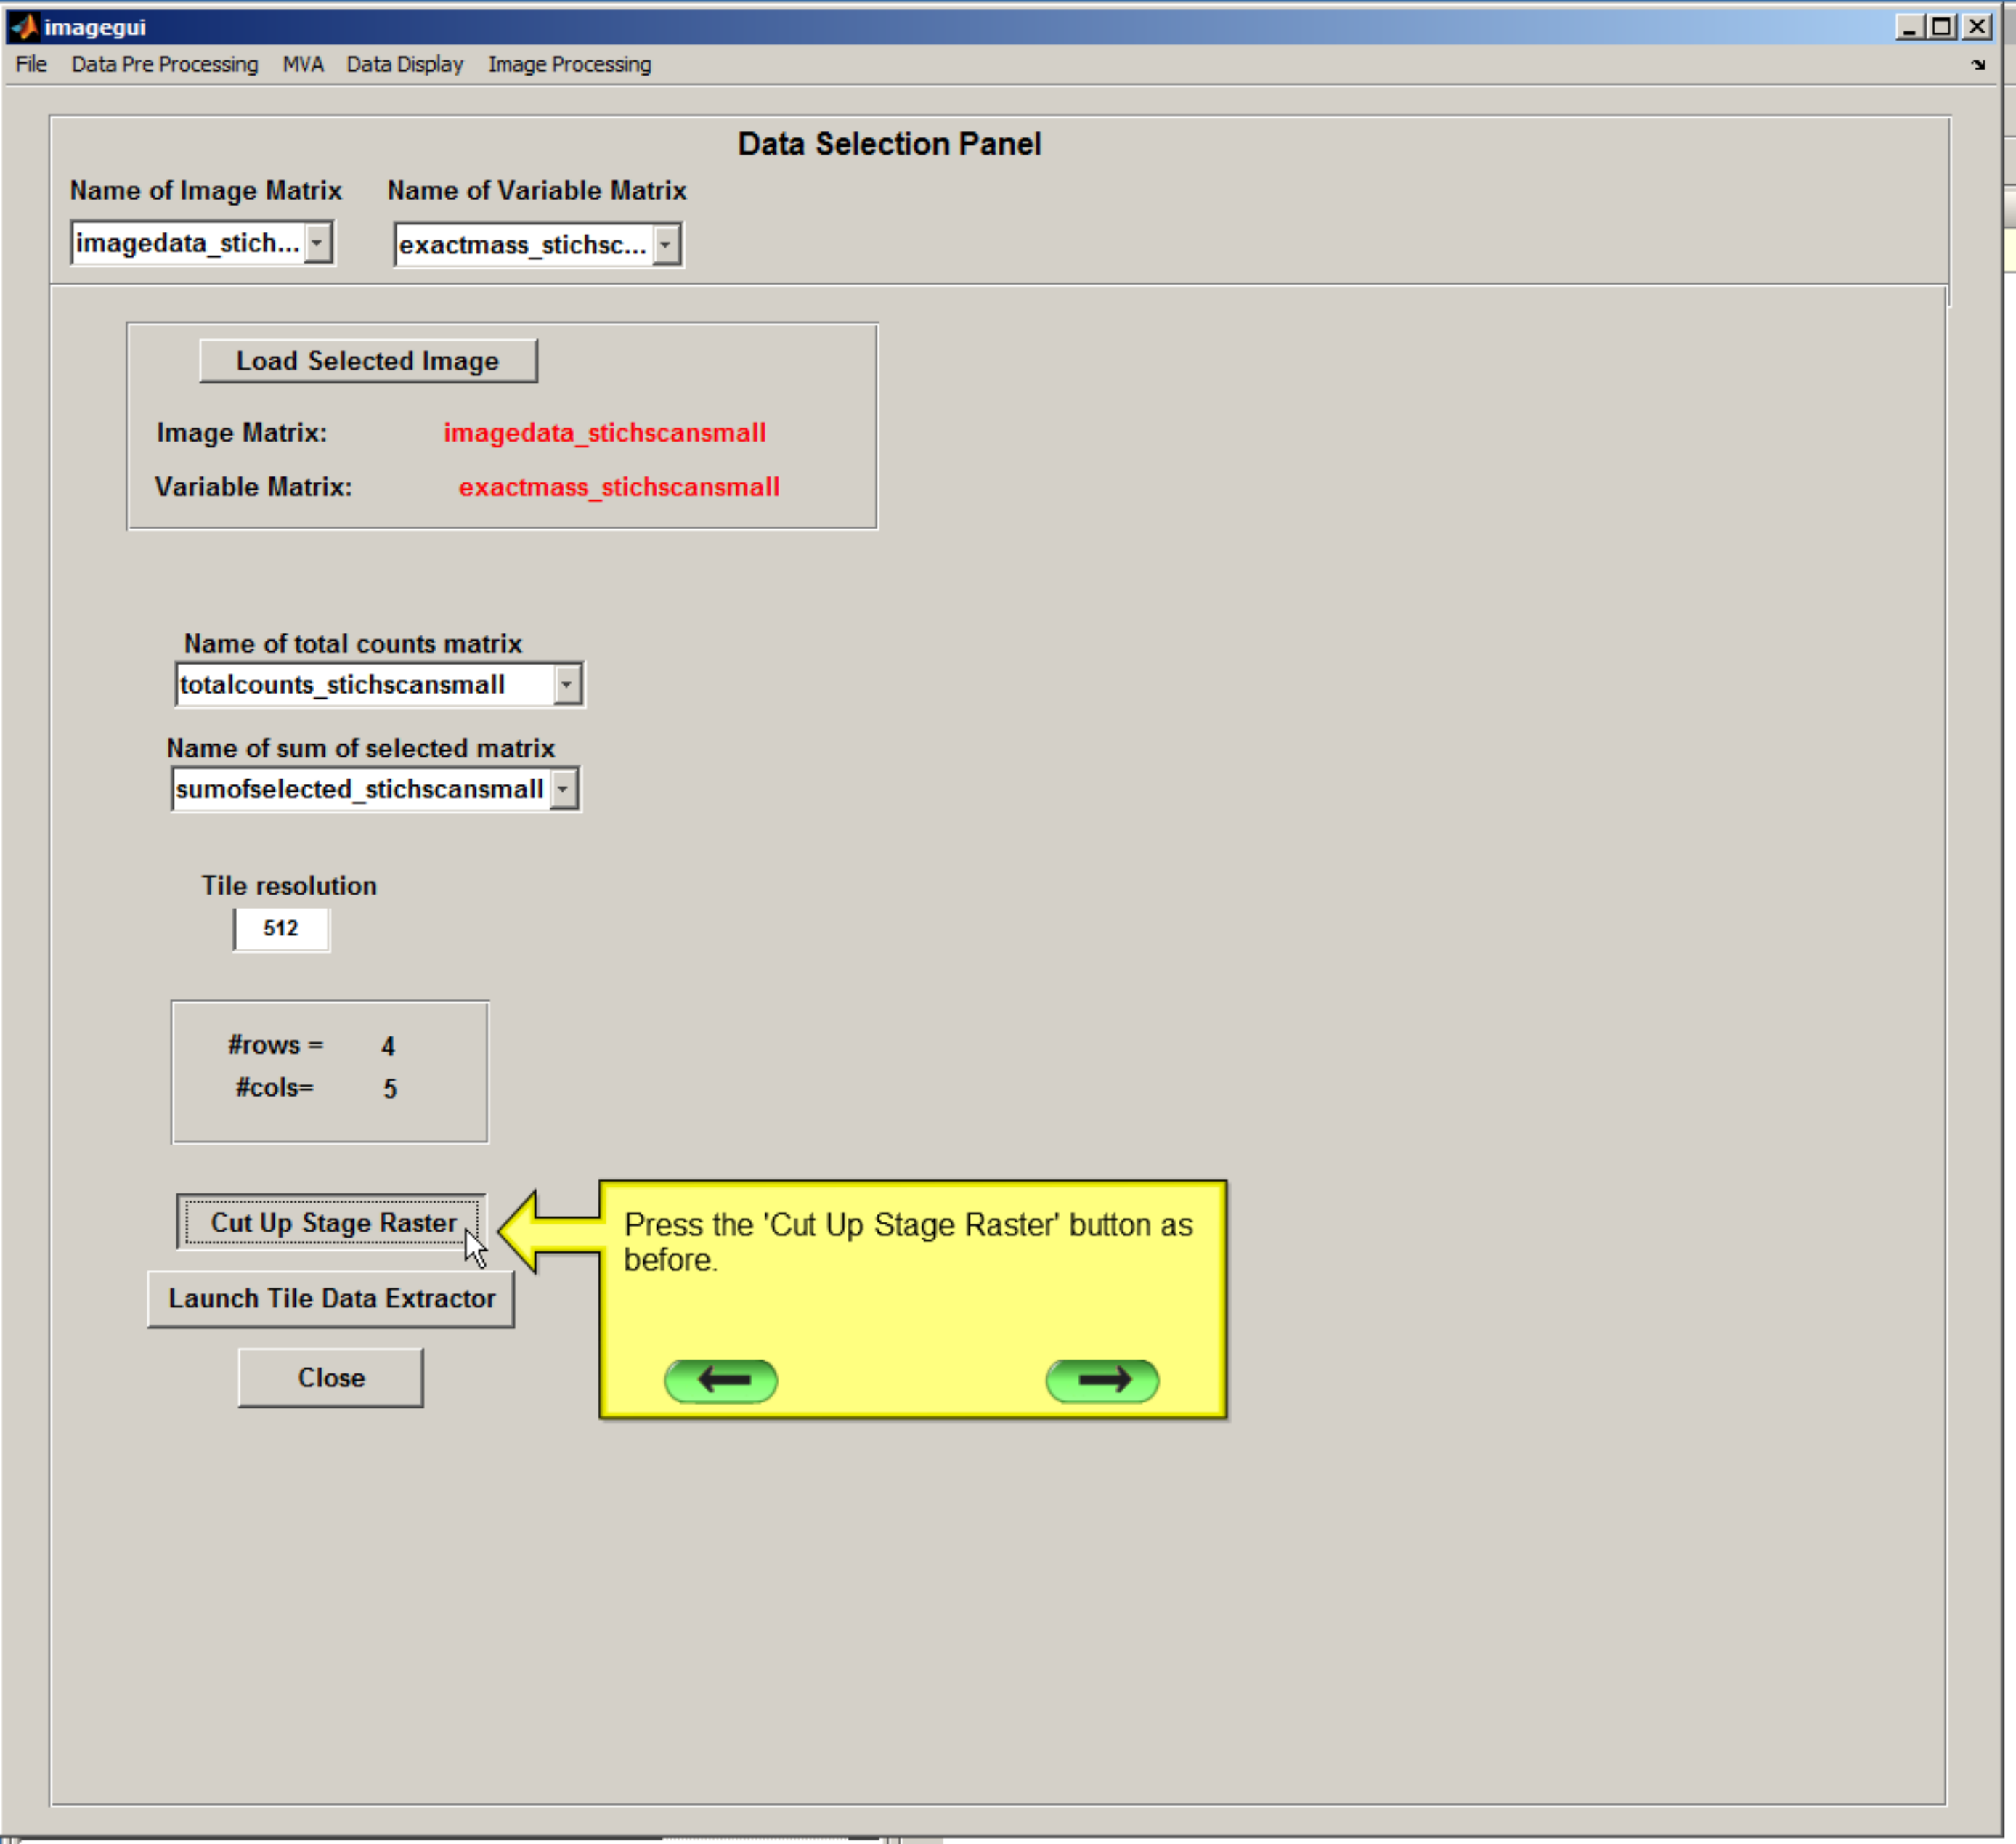 imagegui
File Data Pre Processing MVA Data Display Image Processing
Data Selection Panel
Name of Image Matrix Name of Variable Matrix
imagedata_stich... exactmass_stichsc...
Load Selected Image
Image Matrix: imagedata_stichscansmall
Variable Matrix: exactmass_stichscansmall
Name of total counts matrix
totalcounts_stichscansmall
Name of sum of selected matrix
sumofselected_stichscansmall
Tile resolution
512
#rows = 4
#cols= 5
Cut Up Stage Raster
Press the 'Cut Up Stage Raster' button as
before.
Launch Tile Data Extractor
Close